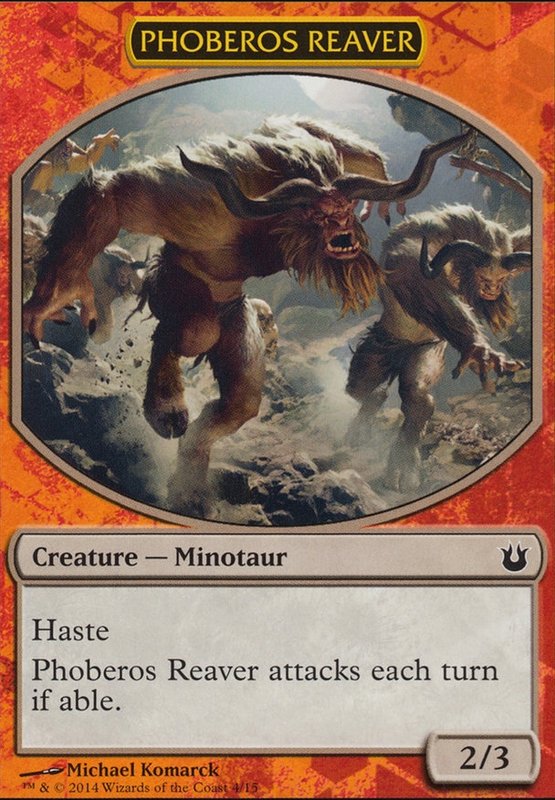 PHOBEROS REAVER
Creature — Minotaur
Haste
Phoberos Reaver attacks each turn
if able.
2/3
Michael Komarck
™ & © 2014 Wizards of the Coast 4/15